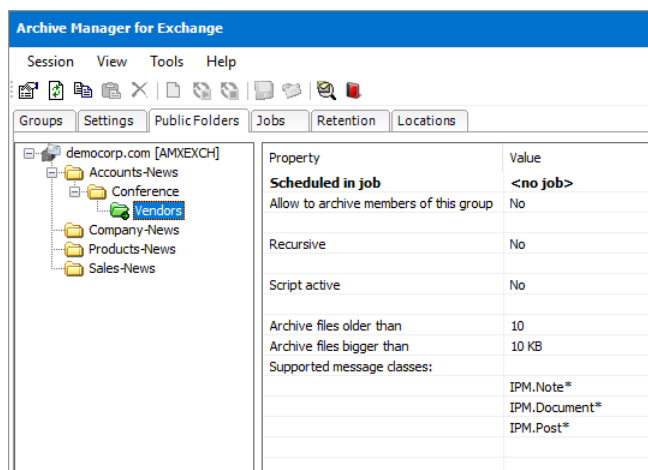 Archive Manager for Exchange
Session View Tools Help
Groups Settings Public Folders Jobs Retention Locations
democorp.com [AMXEXCH]
Accounts-News
Conference
Vendors
Company-News
Products-News
Sales-News
Property Value
Scheduled in job <no job>
Allow to archive members of this group No
Recursive No
Script active No
Archive files older than 10
Archive files bigger than 10 KB
Supported message classes:
IPM.Note*
IPM.Document*
IPM.Post*